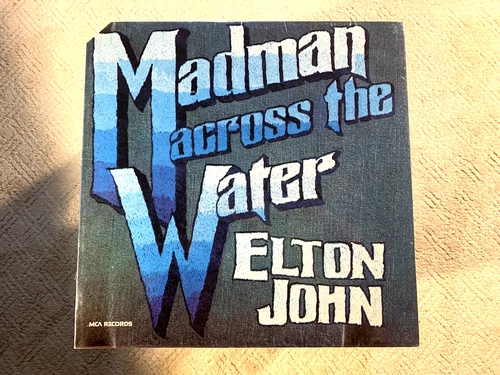 Madman
across the
Water
ELTON
JOHN
MCA RECORDS